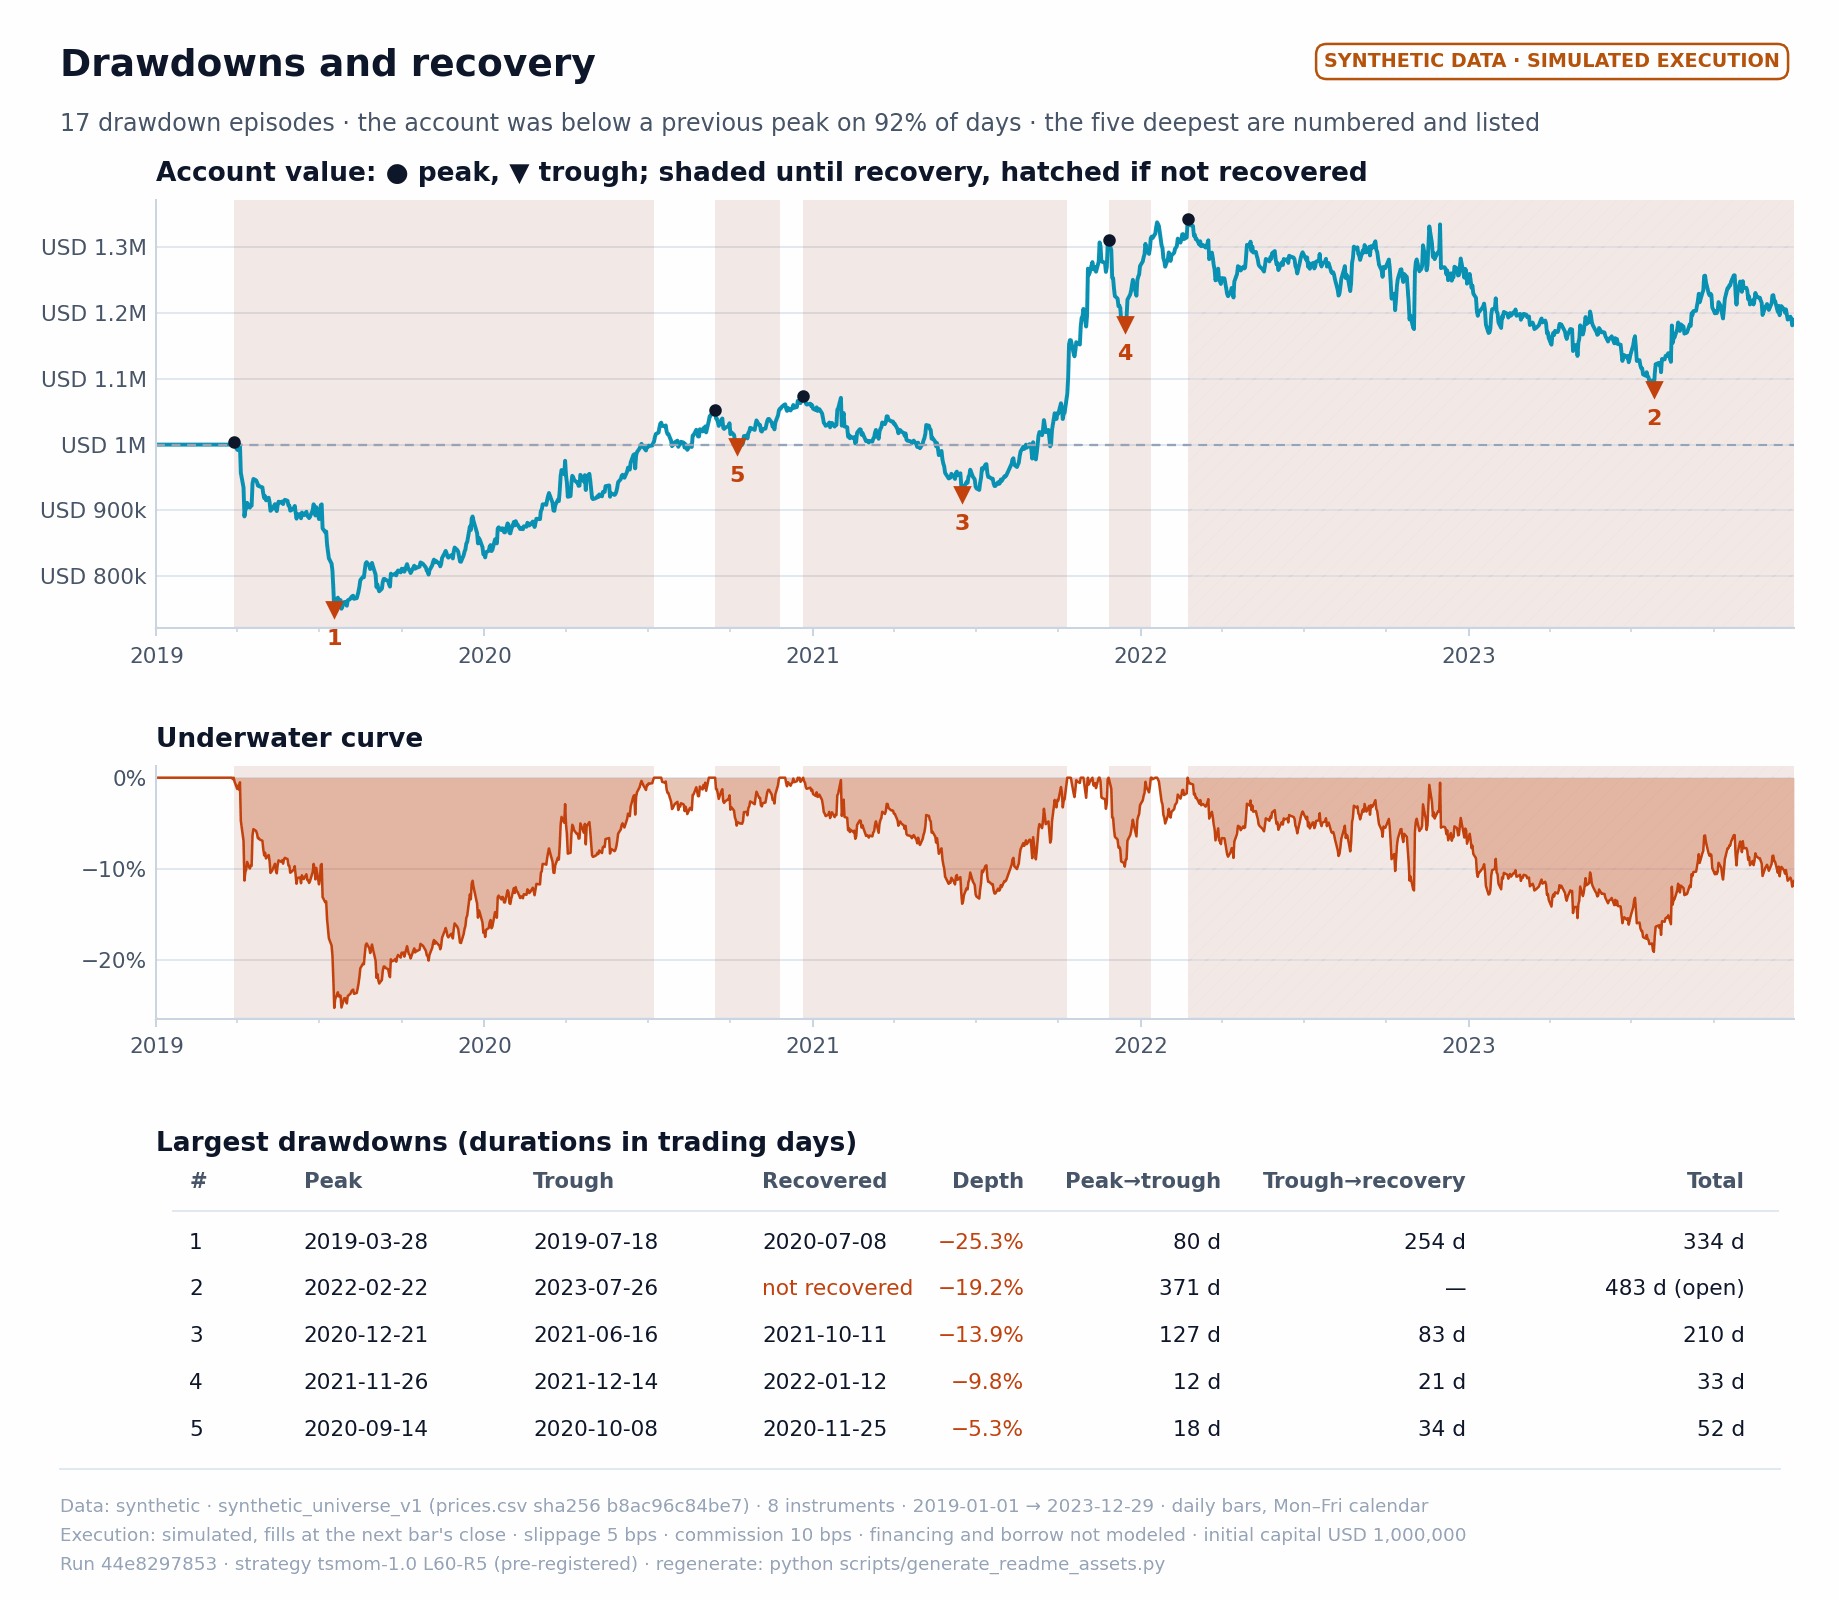 Drawdowns and recovery
SYNTHETIC DATA · SIMULATED EXECUTION
17 drawdown episodes · the account was below a previous peak on 92% of days · the five deepest are numbered and listed
Account value: ● peak, ▼ trough; shaded until recovery, hatched if not recovered
USD 1.3M
USD 1.2M
USD 1.1M
USD 1M
USD 900k
USD 800k
1
5
3
4
2
2019 2020 2021 2022 2023
Underwater curve
0%
−10%
−20%
2019 2020 2021 2022 2023
Largest drawdowns (durations in trading days)
# Peak Trough Recovered Depth Peak→trough Trough→recovery Total
1 2019-03-28 2019-07-18 2020-07-08 −25.3% 80 d 254 d 334 d
2 2022-02-22 2023-07-26 not recovered −19.2% 371 d — 483 d (open)
3 2020-12-21 2021-06-16 2021-10-11 −13.9% 127 d 83 d 210 d
4 2021-11-26 2021-12-14 2022-01-12 −9.8% 12 d 21 d 33 d
5 2020-09-14 2020-10-08 2020-11-25 −5.3% 18 d 34 d 52 d
Data: synthetic · synthetic_universe_v1 (prices.csv sha256 b8ac96c84be7) · 8 instruments · 2019-01-01 → 2023-12-29 · daily bars, Mon–Fri calendar
Execution: simulated, fills at the next bar's close · slippage 5 bps · commission 10 bps · financing and borrow not modeled · initial capital USD 1,000,000
Run 44e8297853 · strategy tsmom-1.0 L60-R5 (pre-registered) · regenerate: python scripts/generate_readme_assets.py